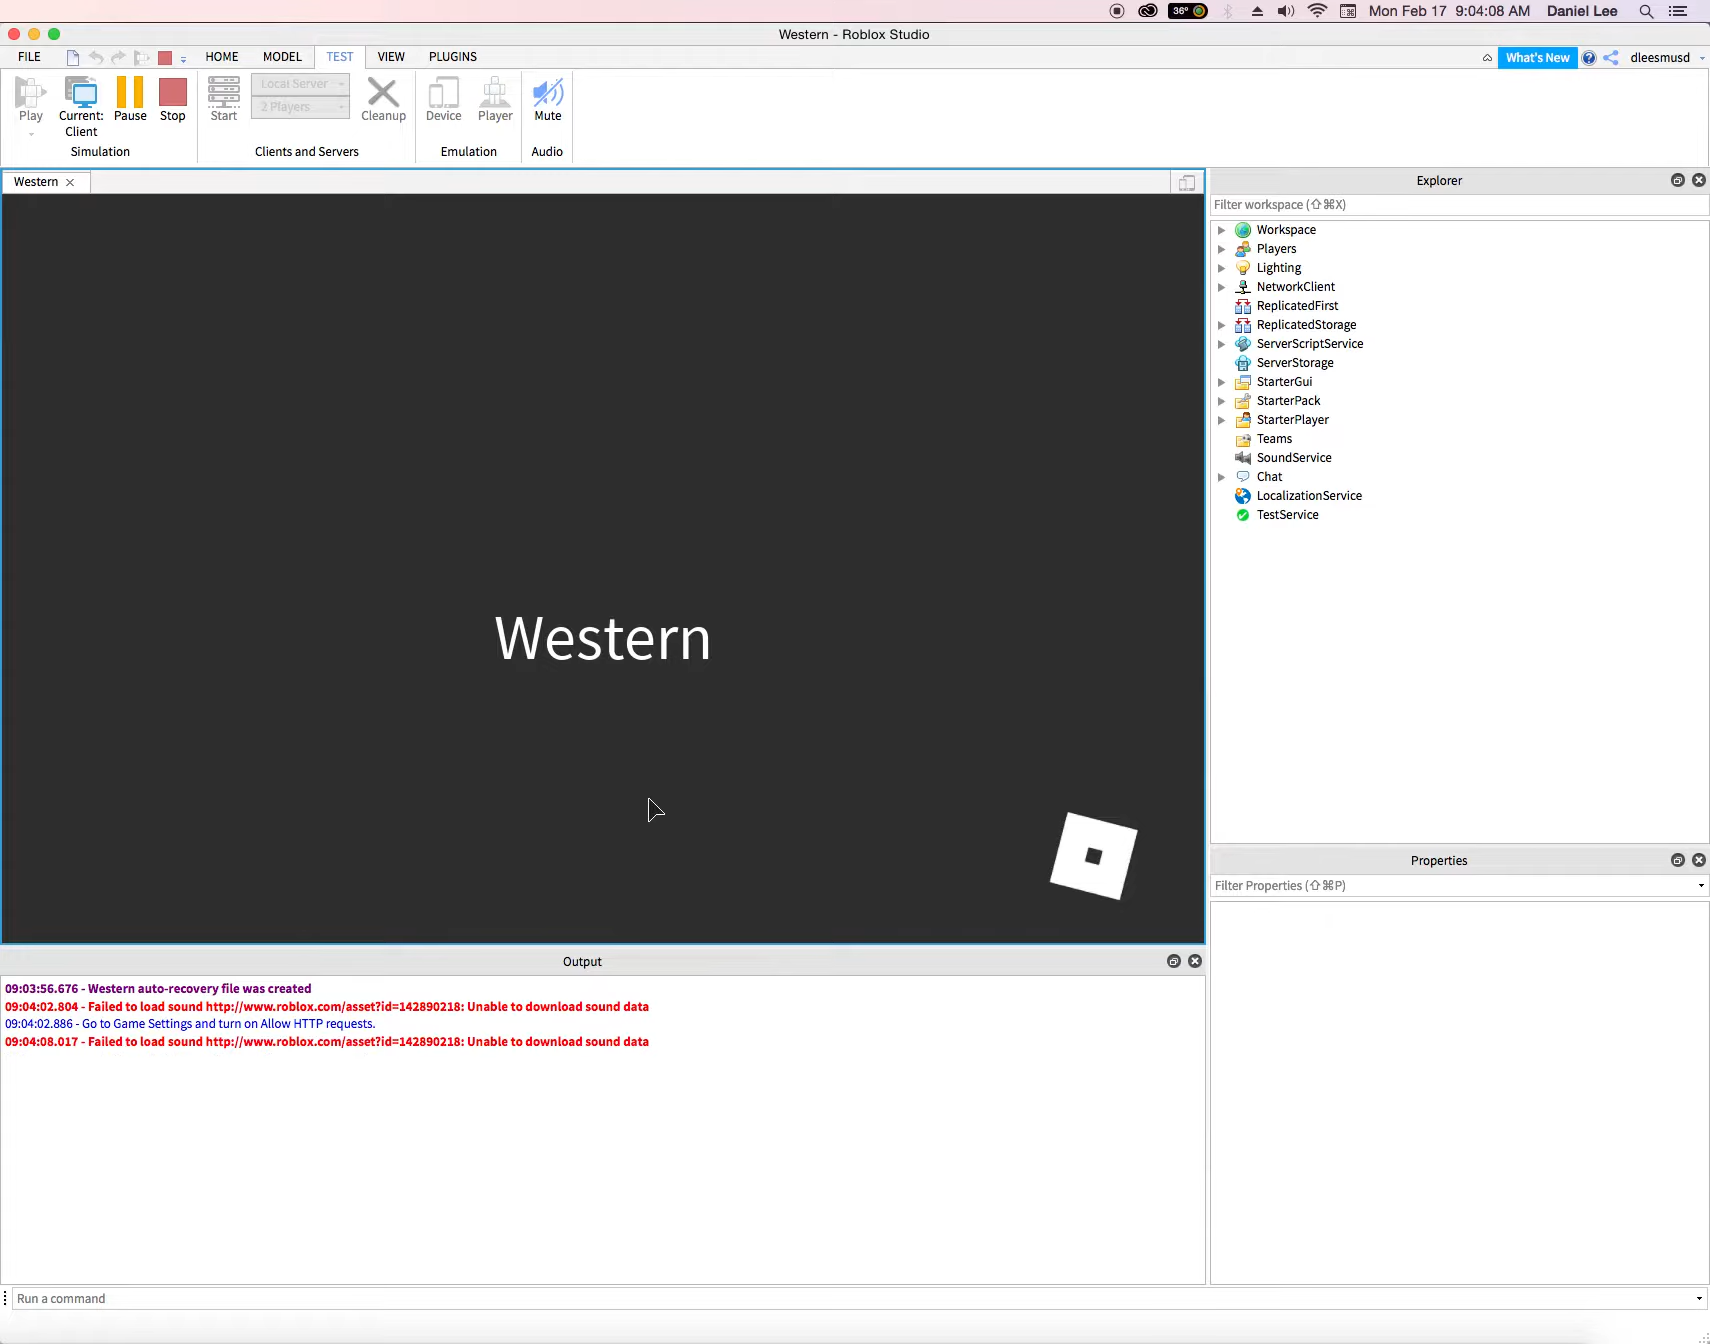 36°
Mon Feb 17 9:04:08 AM Daniel Lee
Western - Roblox Studio
FILE HOME MODEL TEST VIEW PLUGINS
What's New dleesmusd
Play
Current:
Client
Pause
Stop
Simulation
Start
Local Server
2 Players
Cleanup
Clients and Servers
Device
Player
Emulation
Mute
Audio
Western
Explorer
Filter workspace (⇧⌘X)
Workspace
Players
Lighting
NetworkClient
ReplicatedFirst
ReplicatedStorage
ServerScriptService
ServerStorage
StarterGui
StarterPack
StarterPlayer
Teams
SoundService
Chat
LocalizationService
TestService
Western
Properties
Filter Properties (⇧⌘P)
Output
09:03:56.676 - Western auto-recovery file was created
09:04:02.804 - Failed to load sound http://www.roblox.com/asset?id=142890218: Unable to download sound data
09:04:02.886 - Go to Game Settings and turn on Allow HTTP requests.
09:04:08.017 - Failed to load sound http://www.roblox.com/asset?id=142890218: Unable to download sound data
Run a command